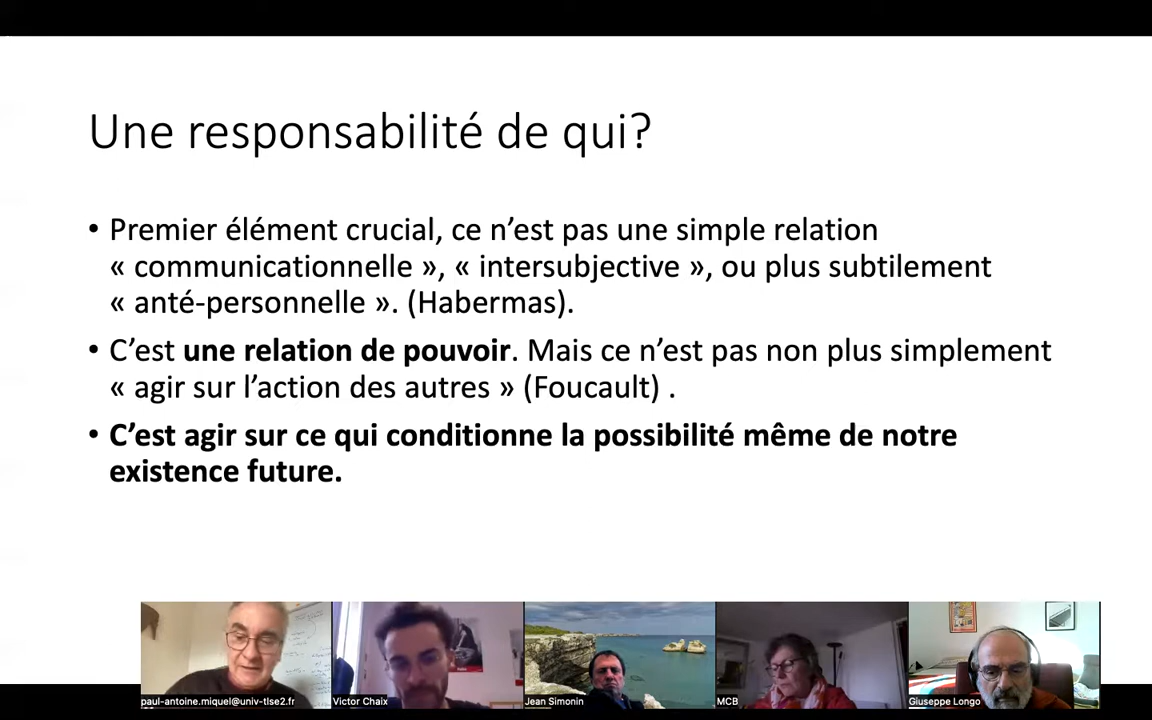 Une responsabilité de qui?
• Premier élément crucial, ce n’est pas une simple relation
« communicationnelle », « intersubjective », ou plus subtilement
« anté-personnelle ». (Habermas).
• C’est une relation de pouvoir. Mais ce n’est pas non plus simplement
« agir sur l’action des autres » (Foucault) .
• C’est agir sur ce qui conditionne la possibilité même de notre
existence future.
paul-antoine.miquel@univ-tlse2.fr
Victor Chaix
Jean Simonin
MCB
Giuseppe Longo